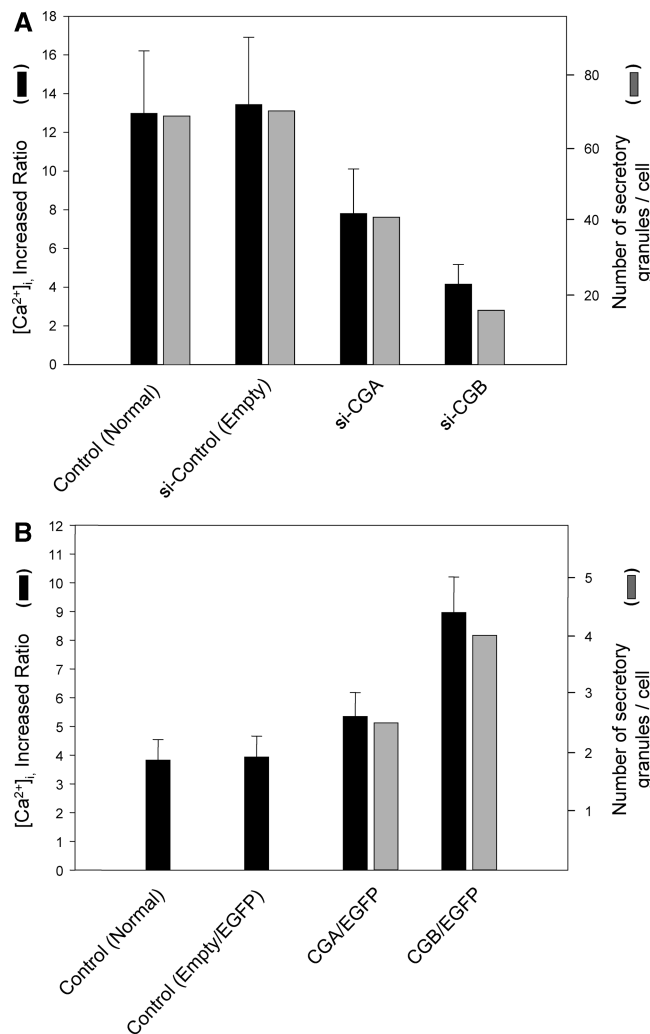 A
18
16
14
12
10
8
6
4
2
0
[Ca²⁺]i, Increased Ratio ( )
80
60
40
20
Number of secretory
granules / cell
( )
Control (Normal)
si-Control (Empty)
si-CGA
si-CGB
B
12
11
10
9
8
7
6
5
4
3
2
1
0
[Ca²⁺]i, Increased Ratio ( )
5
4
3
2
1
Number of secretory
granules / cell
( )
Control (Normal)
Control (Empty/EGFP)
CGA/EGFP
CGB/EGFP